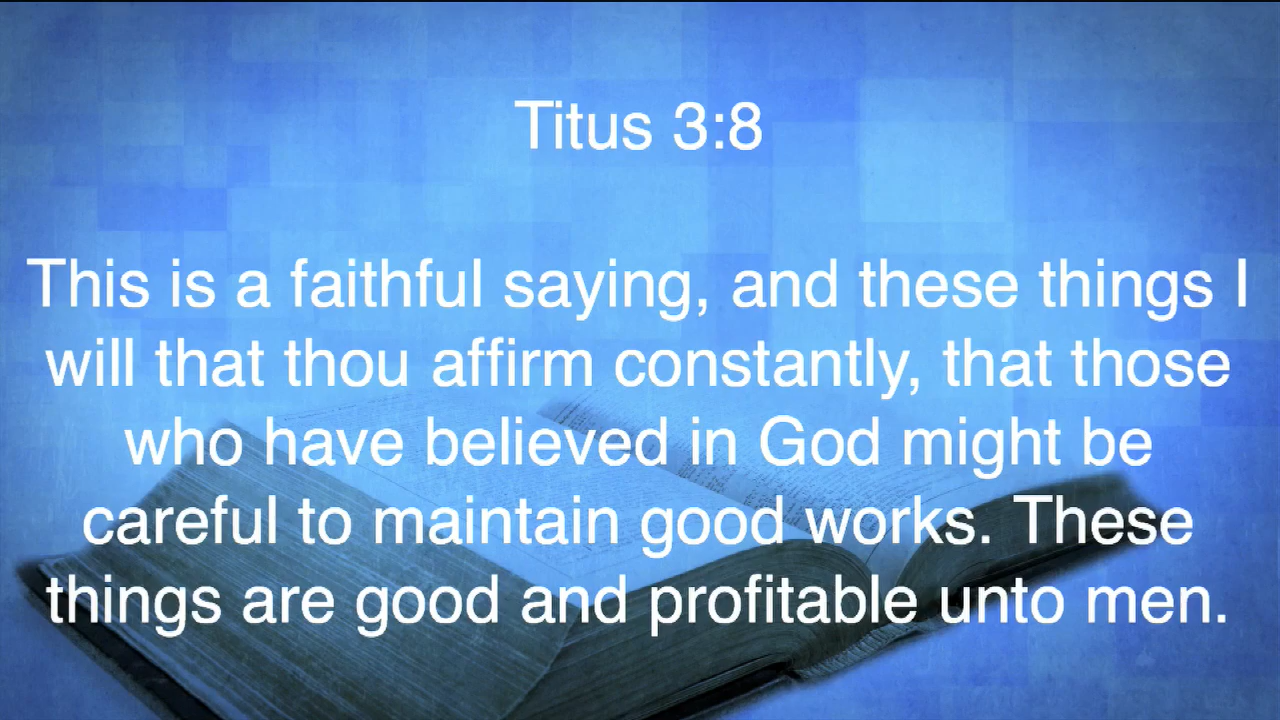 Titus 3:8
This is a faithful saying, and these things I
will that thou affirm constantly, that those
who have believed in God might be
careful to maintain good works. These
things are good and profitable unto men.